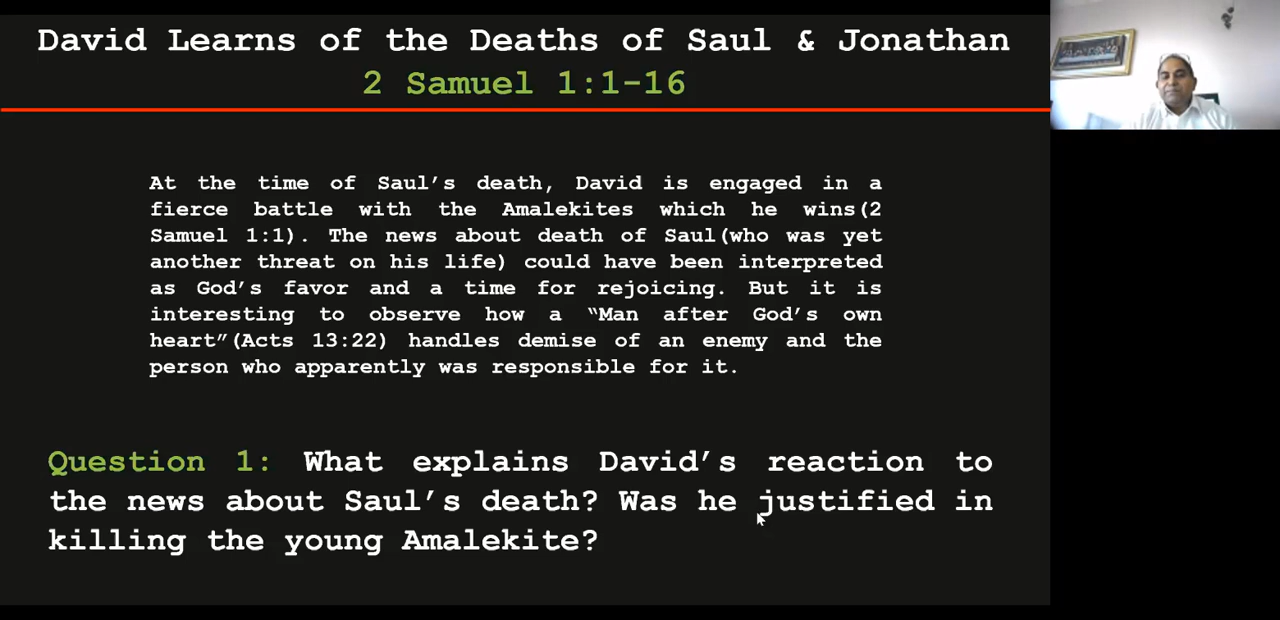 David Learns of the Deaths of Saul & Jonathan
2 Samuel 1:1-16
At the time of Saul's death, David is engaged in a
fierce battle with the Amalekites which he wins(2
Samuel 1:1). The news about death of Saul(who was yet
another threat on his life) could have been interpreted
as God's favor and a time for rejoicing. But it is
interesting to observe how a “Man after God's own
heart”(Acts 13:22) handles demise of an enemy and the
person who apparently was responsible for it.
Question 1: What explains David's reaction to
the news about Saul's death? Was he justified in
killing the young Amalekite?